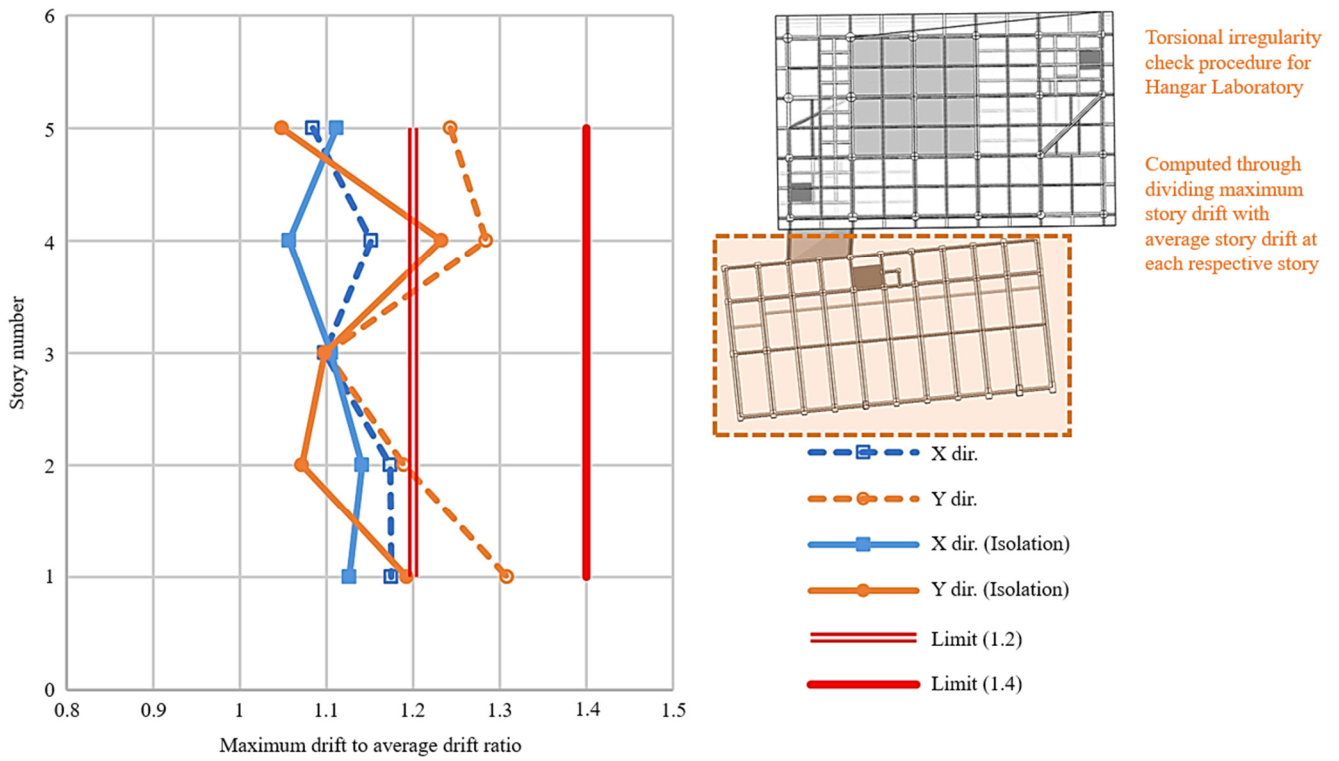 6
5
4
3
2
1
0
Story number
0.8
0.9
1
1.1
1.2
1.3
1.4
1.5
Maximum drift to average drift ratio
Torsional irregularity
check procedure for
Hangar Laboratory
Computed through
dividing maximum
story drift with
average story drift at
each respective story
X dir.
Y dir.
X dir. (Isolation)
Y dir. (Isolation)
Limit (1.2)
Limit (1.4)